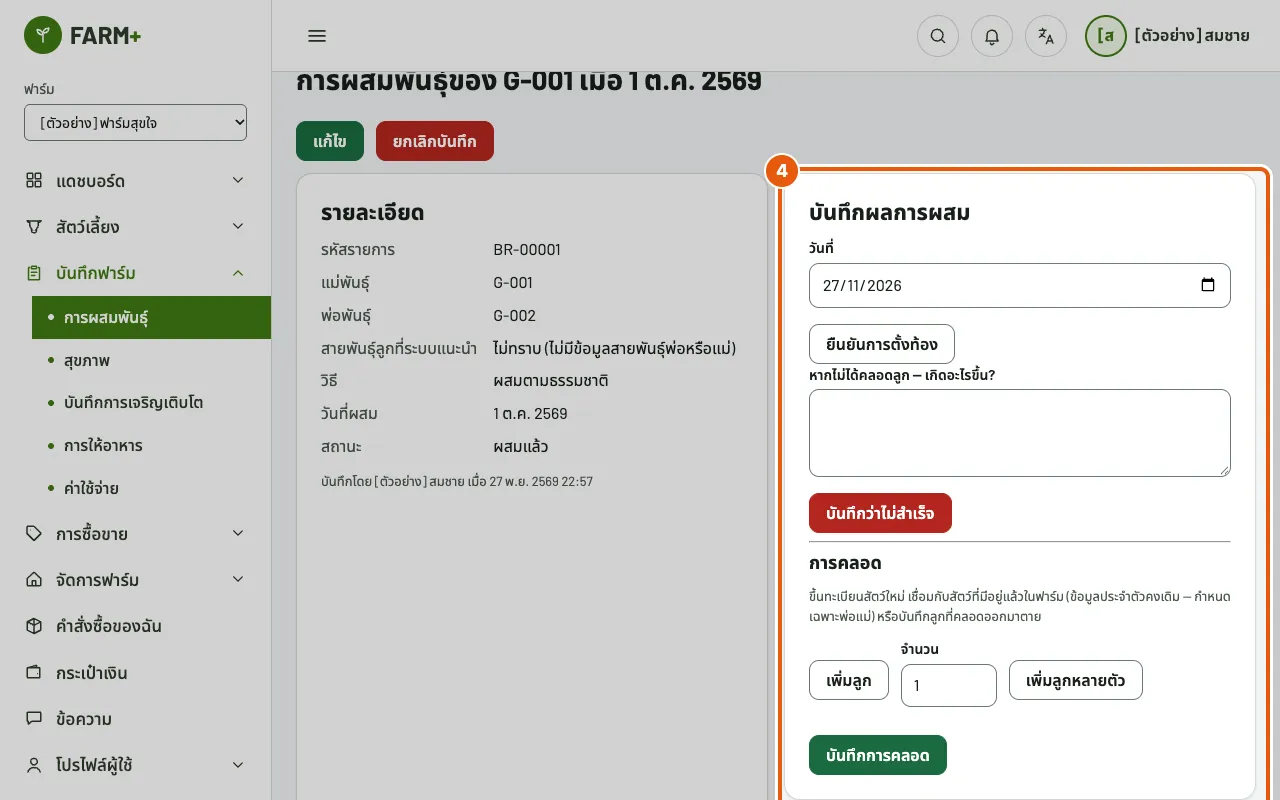 FARM+
[ส
[ตัวอย่าง] สมชาย
ฟาร์ม
[ตัวอย่าง] ฟาร์มสุขใจ
แดชบอร์ด
สัตว์เลี้ยง
บันทึกฟาร์ม
การผสมพันธุ์
สุขภาพ
บันทึกการเจริญเติบโต
การให้อาหาร
ค่าใช้จ่าย
การซื้อขาย
จัดการฟาร์ม
คำสั่งซื้อของฉัน
กระเป๋าเงิน
ข้อความ
โปรไฟล์ผู้ใช้
การผสมพันธุ์ของ G-001 เมื่อ 1 ต.ค. 2569
แก้ไข
ยกเลิกบันทึก
รายละเอียด
รหัสรายการ BR-00001
แม่พันธุ์ G-001
พ่อพันธุ์ G-002
สายพันธุ์ลูกที่ระบบแนะนำ ไม่ทราบ (ไม่มีข้อมูลสายพันธุ์พ่อหรือแม่)
วิธี ผสมตามธรรมชาติ
วันที่ผสม 1 ต.ค. 2569
สถานะ ผสมแล้ว
บันทึกโดย [ตัวอย่าง] สมชาย เมื่อ 27 พ.ย. 2569 22:57
4
บันทึกผลการผสม
วันที่
27/11/2026
ยืนยันการตั้งท้อง
หากไม่ได้คลอดลูก — เกิดอะไรขึ้น?
บันทึกว่าไม่สำเร็จ
การคลอด
ขึ้นทะเบียนสัตว์ใหม่ เชื่อมกับสัตว์ที่มีอยู่แล้วในฟาร์ม (ข้อมูลประจำตัวคงเดิม — กำหนด
เฉพาะพ่อแม่) หรือบันทึกลูกที่คลอดออกมาตาย
จำนวน
เพิ่มลูก
1
เพิ่มลูกหลายตัว
บันทึกการคลอด